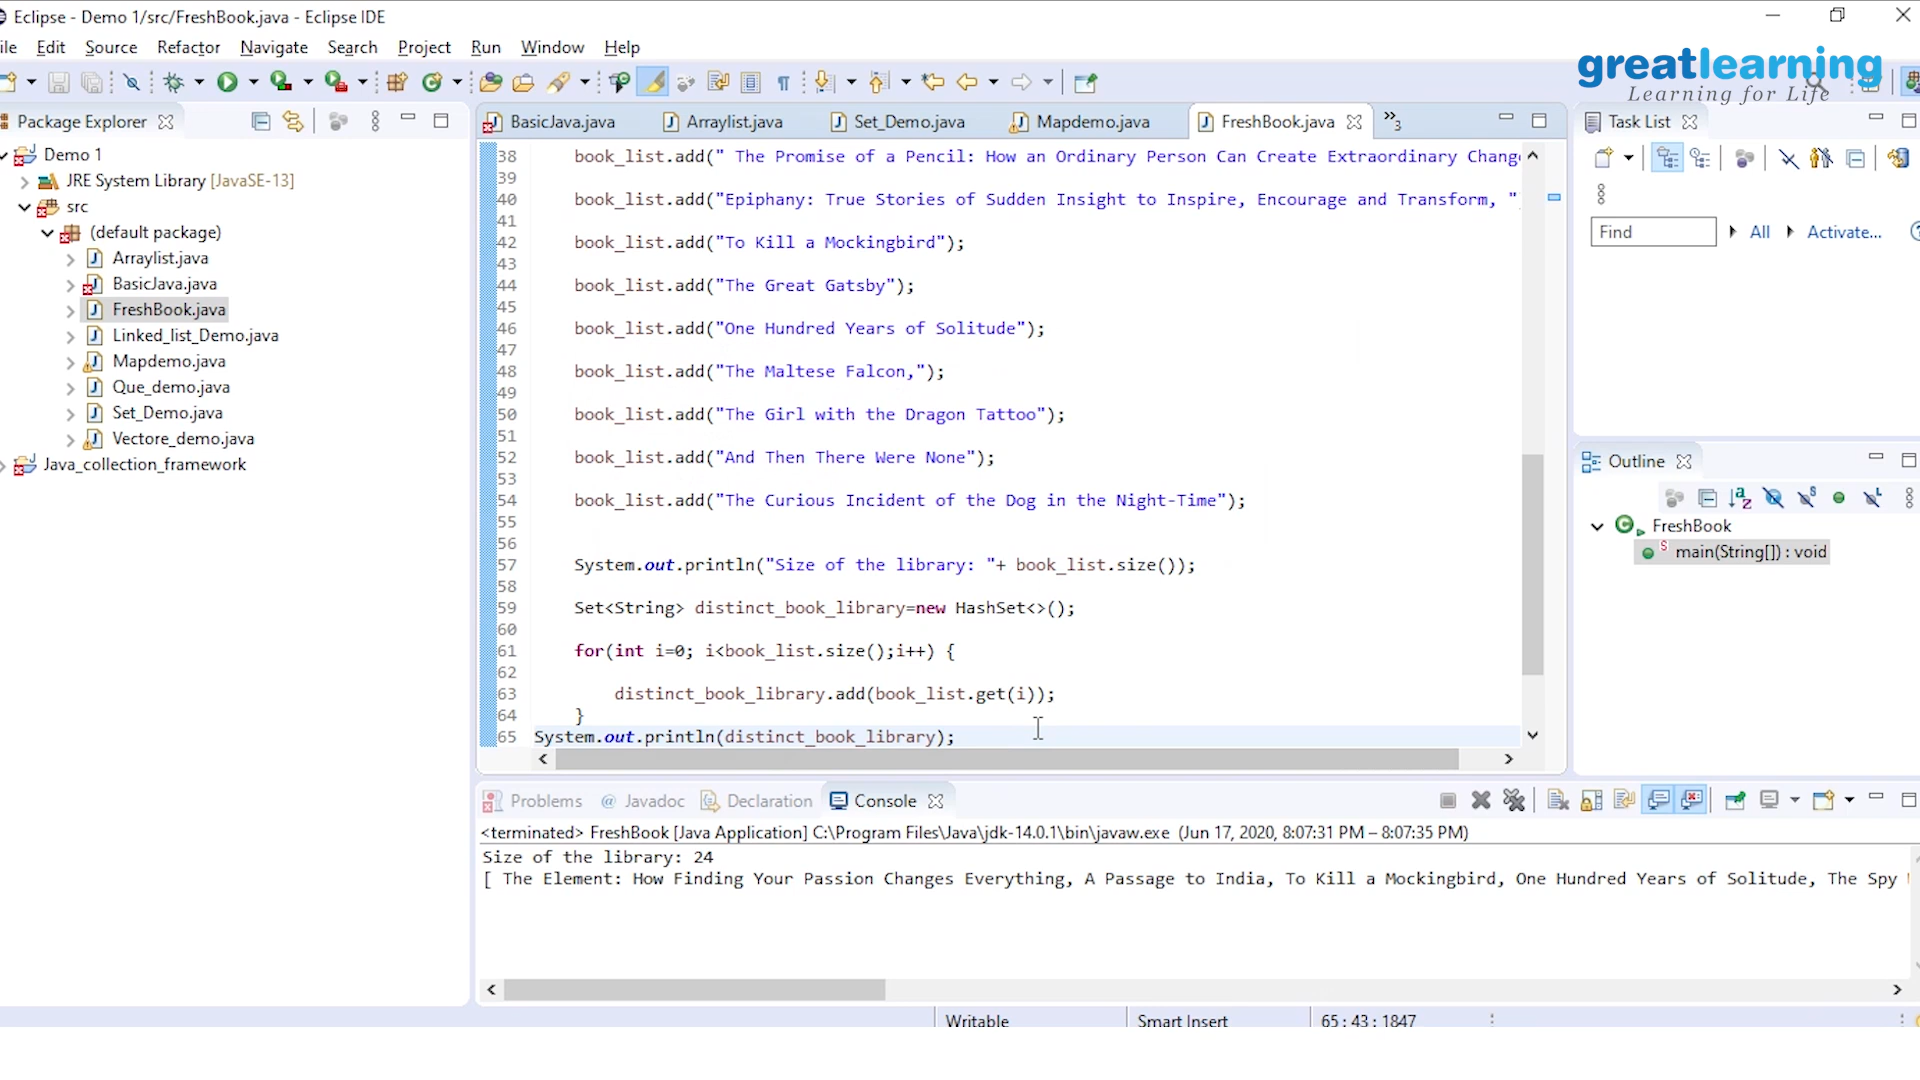 Eclipse - Demo 1/src/FreshBook.java - Eclipse IDE
ile Edit Source Refactor Navigate Search Project Run Window Help
greatlearning
Learning for Life
Package Explorer
Demo 1
JRE System Library [JavaSE-13]
src
(default package)
Arraylist.java
BasicJava.java
FreshBook.java
Linked_list_Demo.java
Mapdemo.java
Que_demo.java
Set_Demo.java
Vectore_demo.java
Java_collection_framework
BasicJava.java Arraylist.java Set_Demo.java Mapdemo.java FreshBook.java »3
38 book_list.add(" The Promise of a Pencil: How an Ordinary Person Can Create Extraordinary Change
39
40 book_list.add("Epiphany: True Stories of Sudden Insight to Inspire, Encourage and Transform, "
41
42 book_list.add("To Kill a Mockingbird");
43
44 book_list.add("The Great Gatsby");
45
46 book_list.add("One Hundred Years of Solitude");
47
48 book_list.add("The Maltese Falcon,");
49
50 book_list.add("The Girl with the Dragon Tattoo");
51
52 book_list.add("And Then There Were None");
53
54 book_list.add("The Curious Incident of the Dog in the Night-Time");
55
56
57 System.out.println("Size of the library: "+ book_list.size());
58
59 Set<String> distinct_book_library=new HashSet<>();
60
61 for(int i=0; i<book_list.size();i++) {
62
63 distinct_book_library.add(book_list.get(i));
64 }
65 System.out.println(distinct_book_library);
Task List
Find All Activate...
Outline
FreshBook
main(String[]) : void
Problems @ Javadoc Declaration Console
<terminated> FreshBook [Java Application] C:\Program Files\Java\jdk-14.0.1\bin\javaw.exe (Jun 17, 2020, 8:07:31 PM – 8:07:35 PM)
Size of the library: 24
[ The Element: How Finding Your Passion Changes Everything, A Passage to India, To Kill a Mockingbird, One Hundred Years of Solitude, The Spy
Writable Smart Insert 65 : 43 : 1847